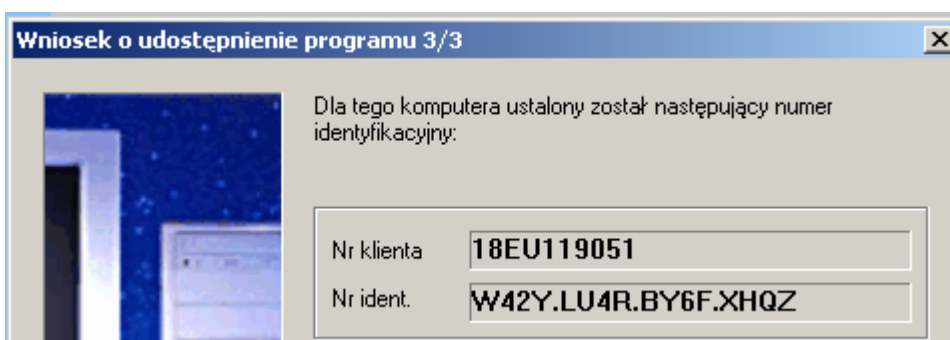 Wniosek o udostępnienie programu 3/3
Dla tego komputera ustalony został następujący numer
identyfikacyjny:
Nr klienta 18EU119051
Nr ident. W42Y.LU4R.BY6F.XHQZ